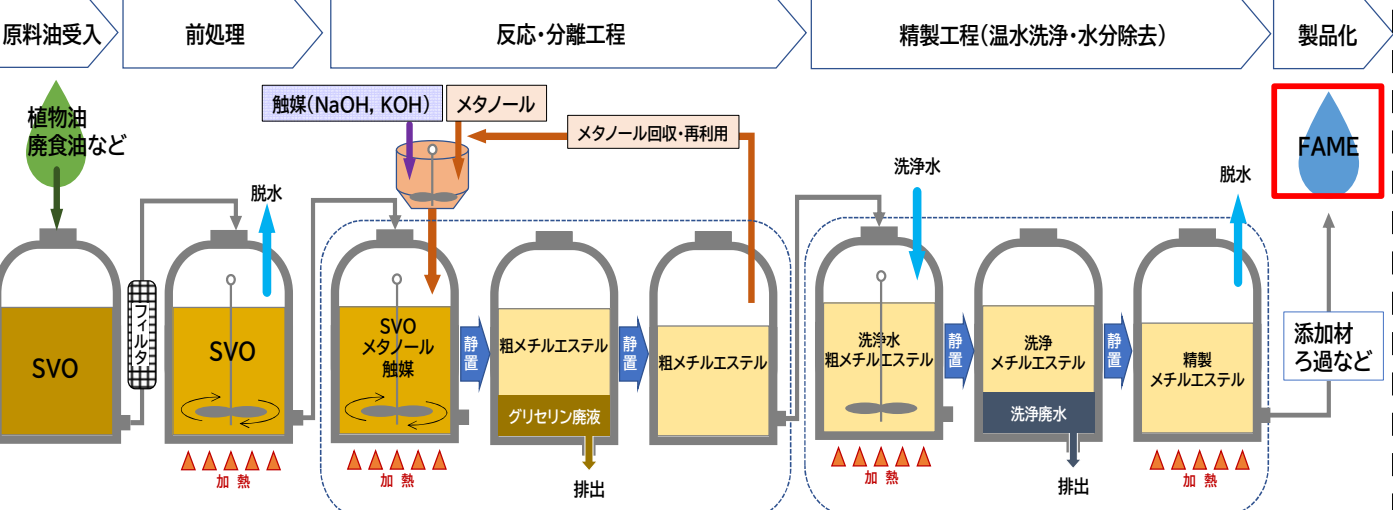 原料油受入
前処理
反応・分離工程
精製工程(温水洗浄・水分除去)
製品化
植物油
廃食油など
触媒(NaOH, KOH)
メタノール
メタノール回収・再利用
洗浄水
脱水
FAME
脱水
フィルター
SVO
SVO
SVO
メタノール
触媒
静置
粗メチルエステル
グリセリン廃液
静置
粗メチルエステル
洗浄水
粗メチルエステル
静置
洗浄
メチルエステル
洗浄廃水
静置
精製
メチルエステル
添加材
ろ過など
加熱
加熱
排出
加熱
排出
加熱